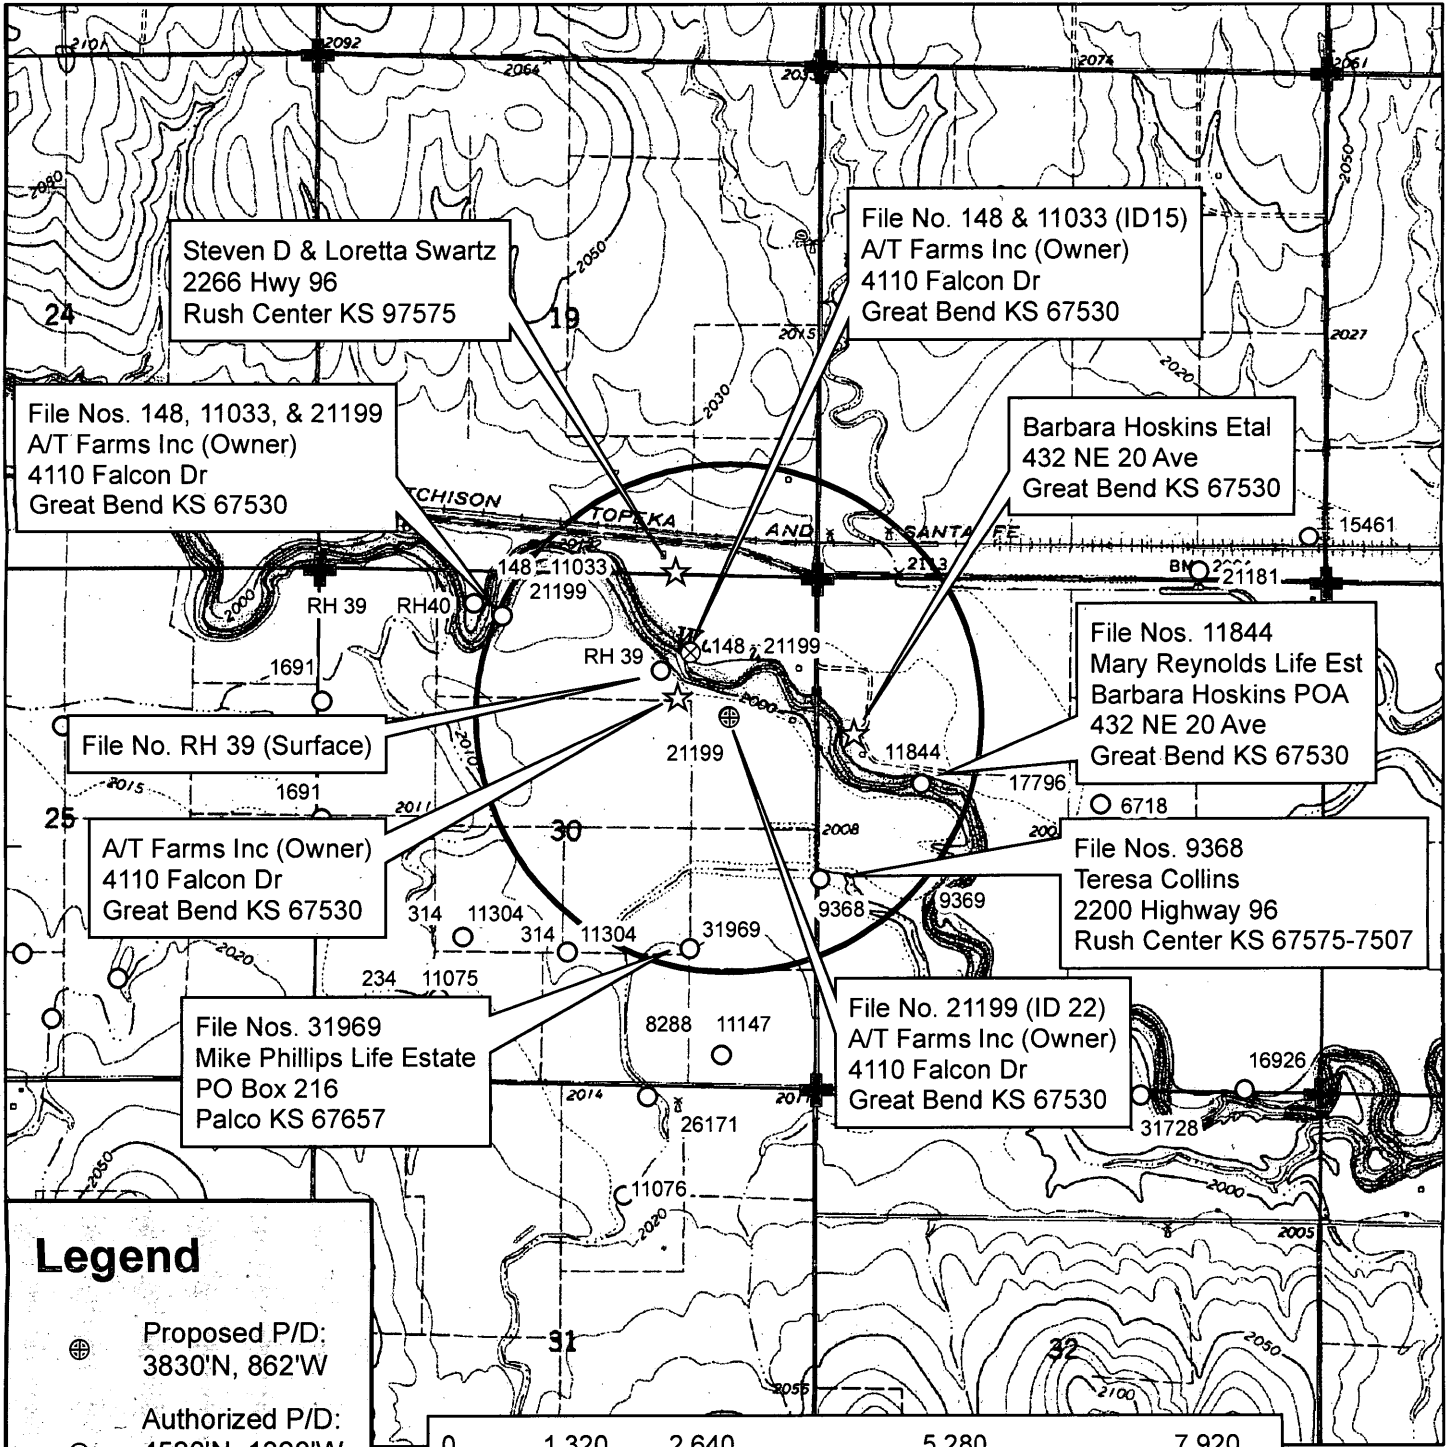 2101
2092
2064
2074
2061
2080
2050
2050
File No. 148 & 11033 (ID15)
A/T Farms Inc (Owner)
4110 Falcon Dr
Great Bend KS 67530
Steven D & Loretta Swartz
2266 Hwy 96
Rush Center KS 97575
24
19
2015
2027
2020
2030
File Nos. 148, 11033, & 21199
A/T Farms Inc (Owner)
4110 Falcon Dr
Great Bend KS 67530
Barbara Hoskins Etal
432 NE 20 Ave
Great Bend KS 67530
TCHISON
TOPEKA
AND
SANTA FE
15461
148 11033
21199
2113
21181
2000
RH 39
RH40
148 21199
RH 39
1691
File Nos. 11844
Mary Reynolds Life Est
Barbara Hoskins POA
432 NE 20 Ave
Great Bend KS 67530
2000
File No. RH 39 (Surface)
2010
21199
11844
17796
6718
2015
1691
2011
25
30
2008
A/T Farms Inc (Owner)
4110 Falcon Dr
Great Bend KS 67530
File Nos. 9368
Teresa Collins
2200 Highway 96
Rush Center KS 67575-7507
9368
9369
314 11304
314 11304
31969
2020
234 11075
File Nos. 31969
Mike Phillips Life Estate
PO Box 216
Palco KS 67657
8288 11147
File No. 21199 (ID 22)
A/T Farms Inc (Owner)
4110 Falcon Dr
Great Bend KS 67530
16926
2014
26171
31728
2050
11076
2000
2020
2005
Legend
Proposed P/D:
3830'N, 862'W
31
32
2050
2055
2100
Authorized P/D:
0 1,320 2,640 5,280 7,920